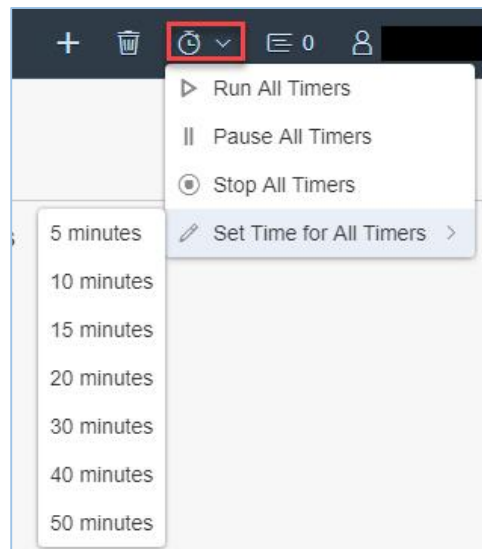 0
Run All Timers
Pause All Timers
Stop All Timers
Set Time for All Timers
5 minutes
10 minutes
15 minutes
20 minutes
30 minutes
40 minutes
50 minutes